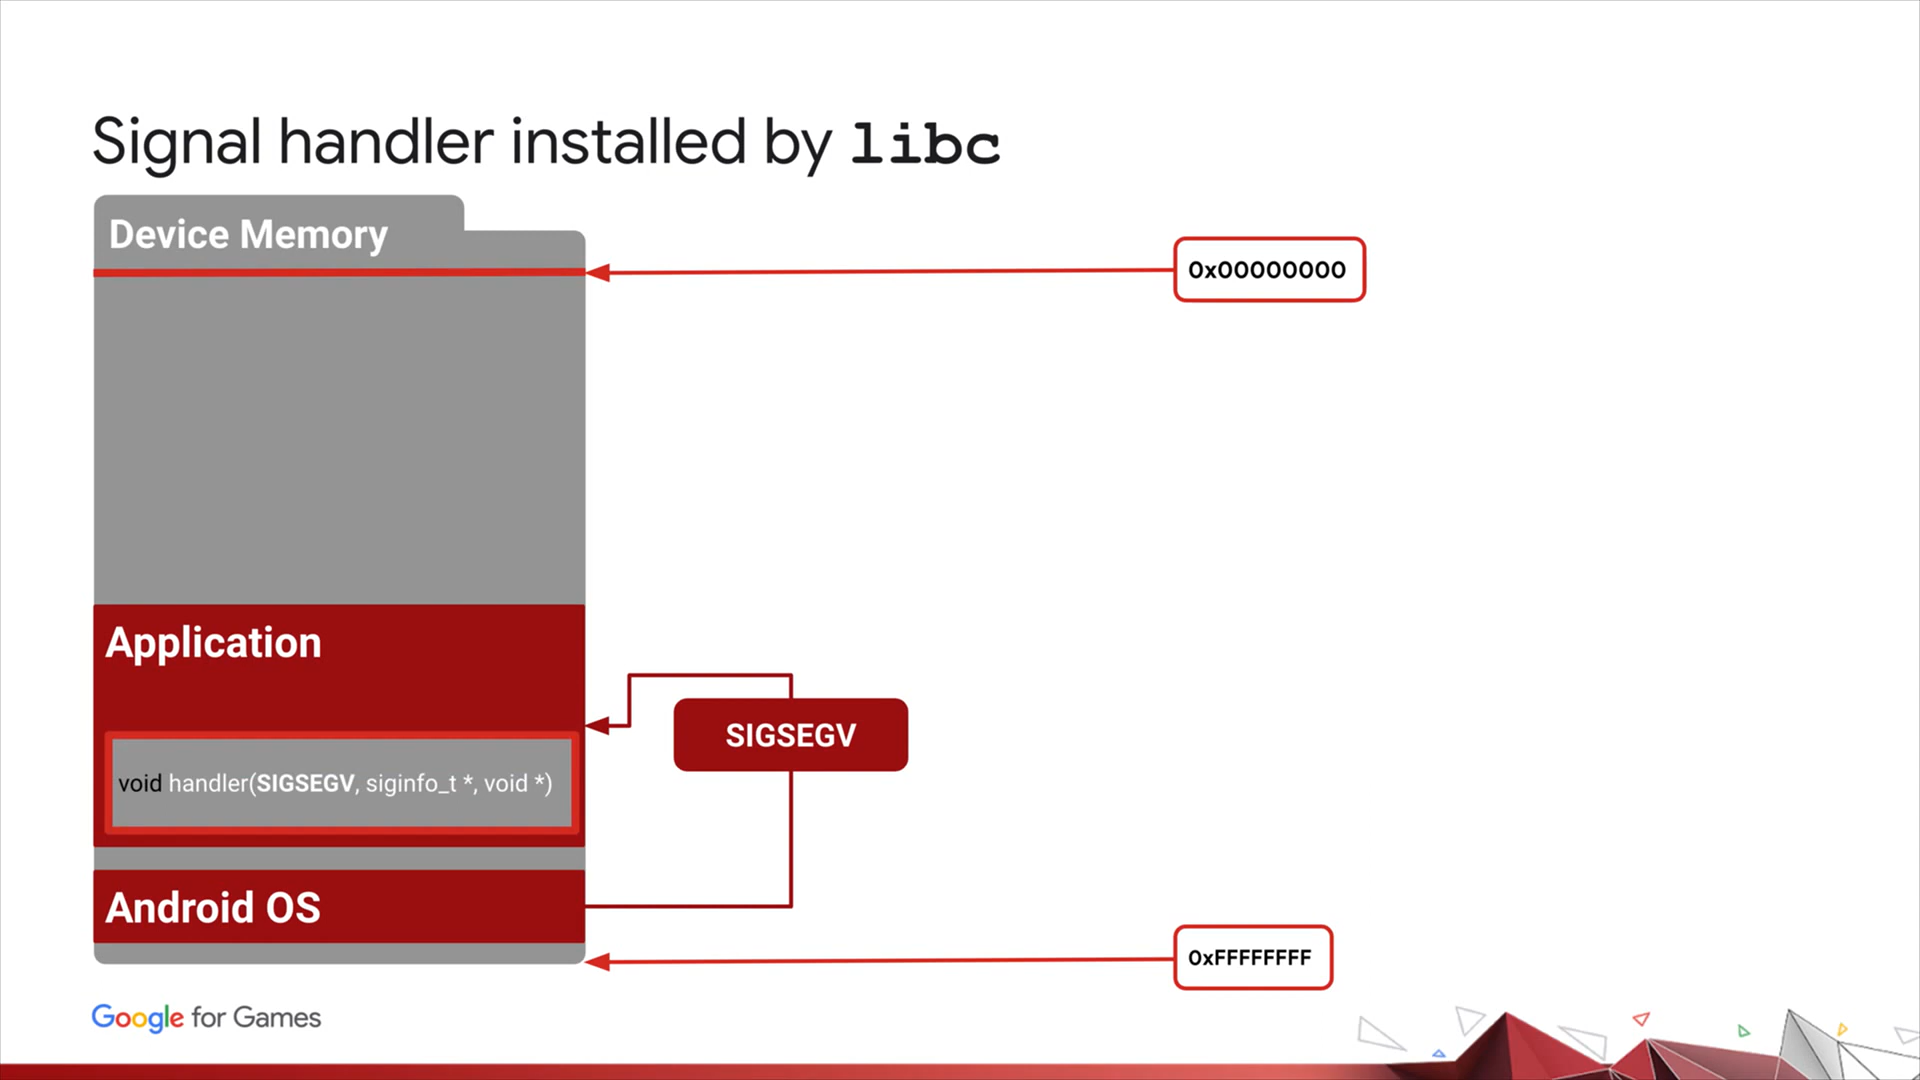 Signal handler installed by libc
Device Memory
0x00000000
Application
SIGSEGV
void handler(SIGSEGV, siginfo_t *, void *)
Android OS
0xFFFFFFFF
Google for Games